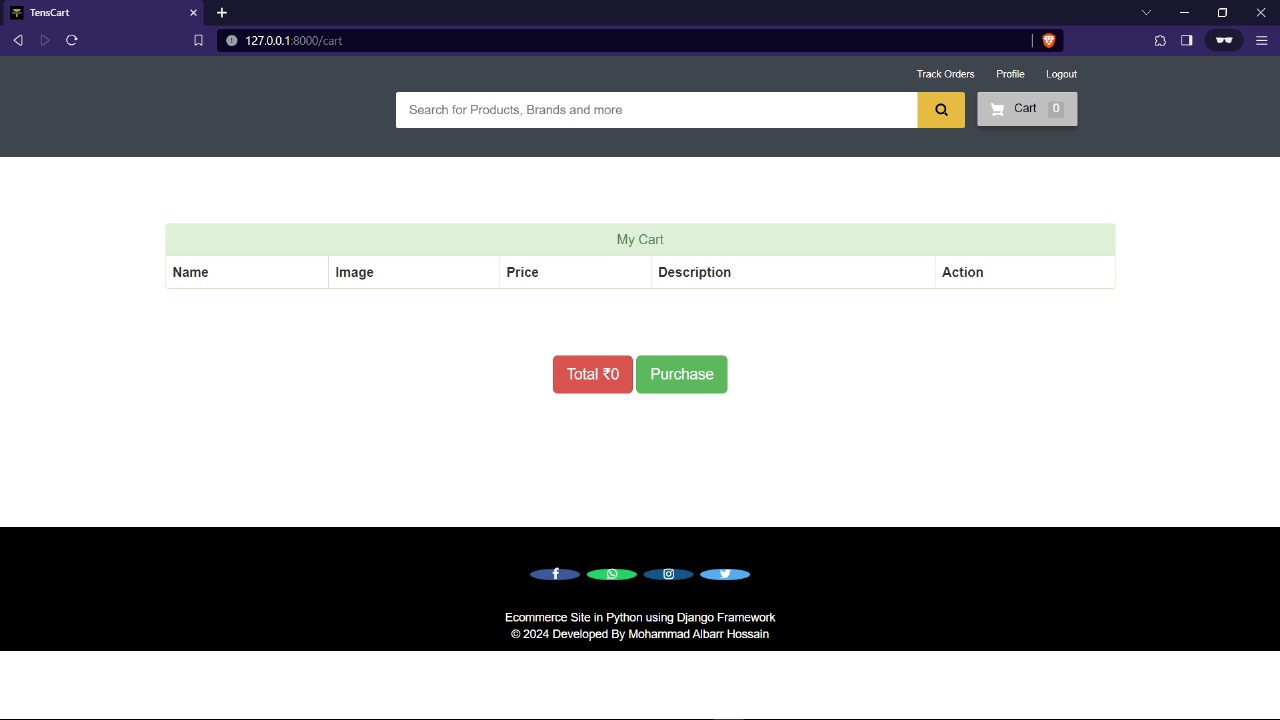 TensCart
127.0.0.1:8000/cart
Track Orders Profile Logout
Search for Products, Brands and more
Cart 0
My Cart
Name Image Price Description Action
Total ₹0 Purchase
Ecommerce Site in Python using Django Framework
© 2024 Developed By Mohammad Albarr Hossain